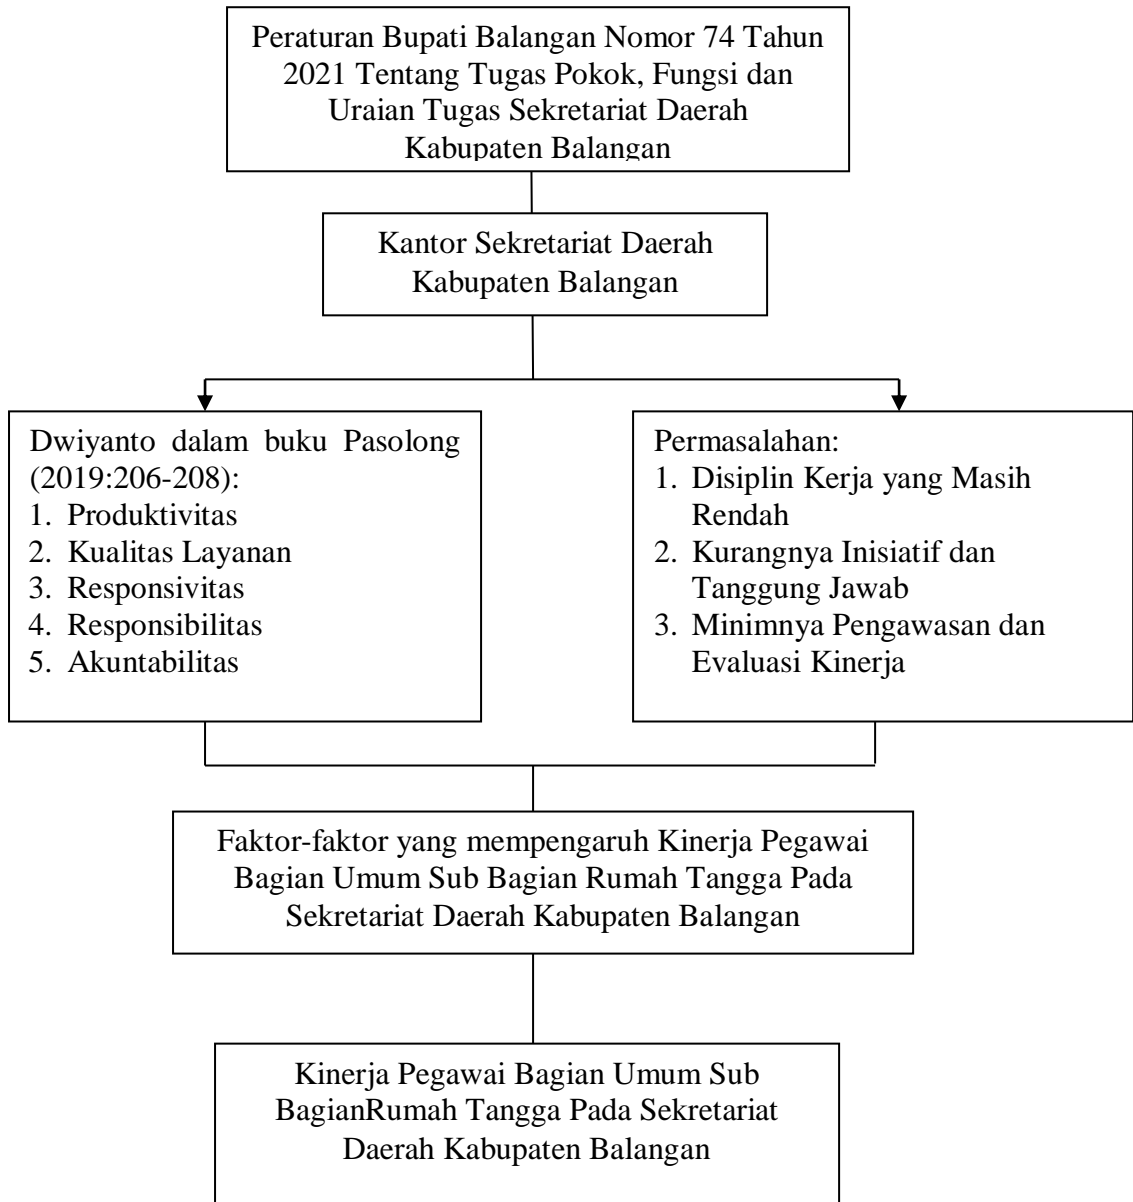 Peraturan Bupati Balangan Nomor 74 Tahun
2021 Tentang Tugas Pokok, Fungsi dan
Uraian Tugas Sekretariat Daerah
Kabupaten Balangan
Kantor Sekretariat Daerah
Kabupaten Balangan
Dwiyanto dalam buku Pasolong
(2019:206-208):
1. Produktivitas
2. Kualitas Layanan
3. Responsivitas
4. Responsibilitas
5. Akuntabilitas
Permasalahan:
1. Disiplin Kerja yang Masih
Rendah
2. Kurangnya Inisiatif dan
Tanggung Jawab
3. Minimnya Pengawasan dan
Evaluasi Kinerja
Faktor-faktor yang mempengaruh Kinerja Pegawai
Bagian Umum Sub Bagian Rumah Tangga Pada
Sekretariat Daerah Kabupaten Balangan
Kinerja Pegawai Bagian Umum Sub
BagianRumah Tangga Pada Sekretariat
Daerah Kabupaten Balangan